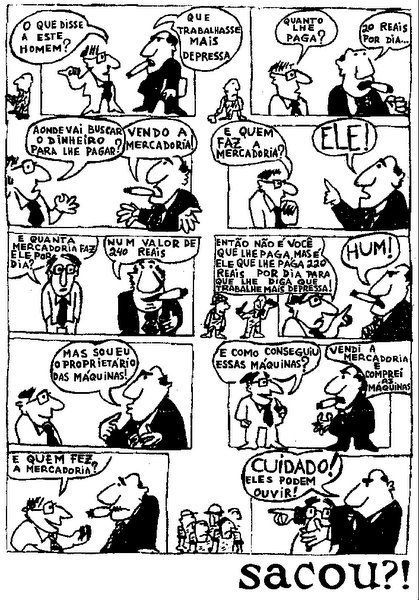 O QUE DISSE
A ESTE
HOMEM?
QUE
TRABALHASSE
MAIS
DEPRESSA
QUANTO
LHE
PAGA?
20 REAIS
POR DIA...
AONDE VAI BUSCAR
O DINHEIRO
PARA LHE PAGAR?
VENDO A
MERCADORIA!
E QUEM
FAZ A
MERCADORIA?
ELE!
E QUANTA
MERCADORIA FAZ
ELE POR
DIA?
NUM VALOR DE
240 REAIS
ENTÃO NÃO É VOCÊ
QUE LHE PAGA, MAS É
ELE QUE LHE PAGA 220
REAIS POR DIA PARA
QUE LHE DIGA QUE
TRABALHE MAIS DEPRESSA!
HUM!
MAS SOU EU
O PROPRIETÁRIO
DAS MÁQUINAS!
E COMO CONSEGUIU
ESSAS MÁQUINAS?
VENDI A
MERCADORIA
E COMPREI
AS
MÁQUINAS
E QUEM FEZ
A MERCADORIA?
CUIDADO!
ELES PODEM
OUVIR!
sacou?!